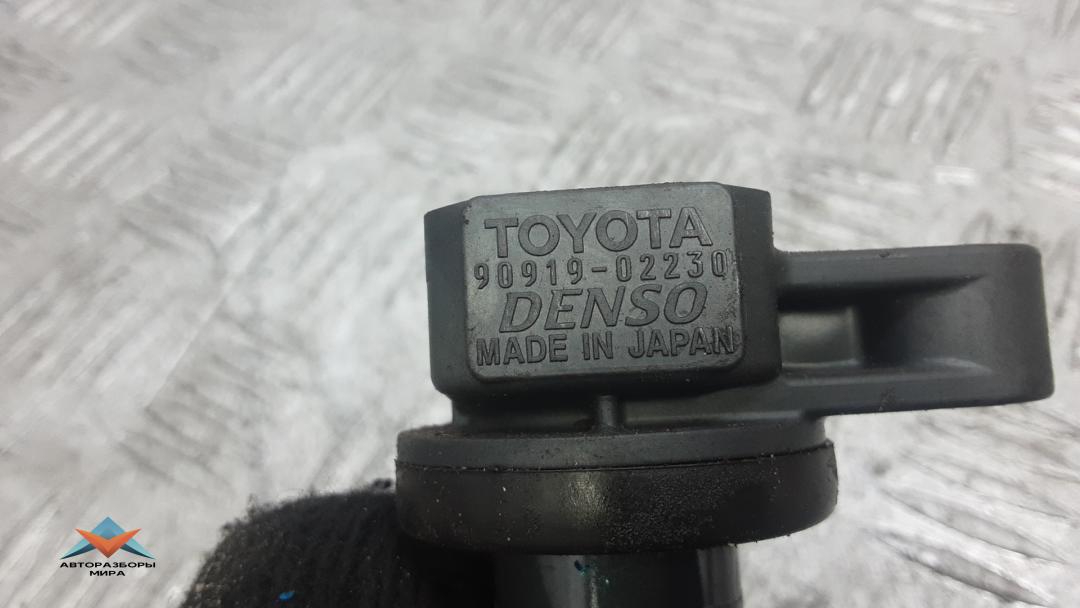 TOYOTA
90919-02230
DENSO
MADE IN JAPAN
АВТОРАЗБОРЫ
МИРА